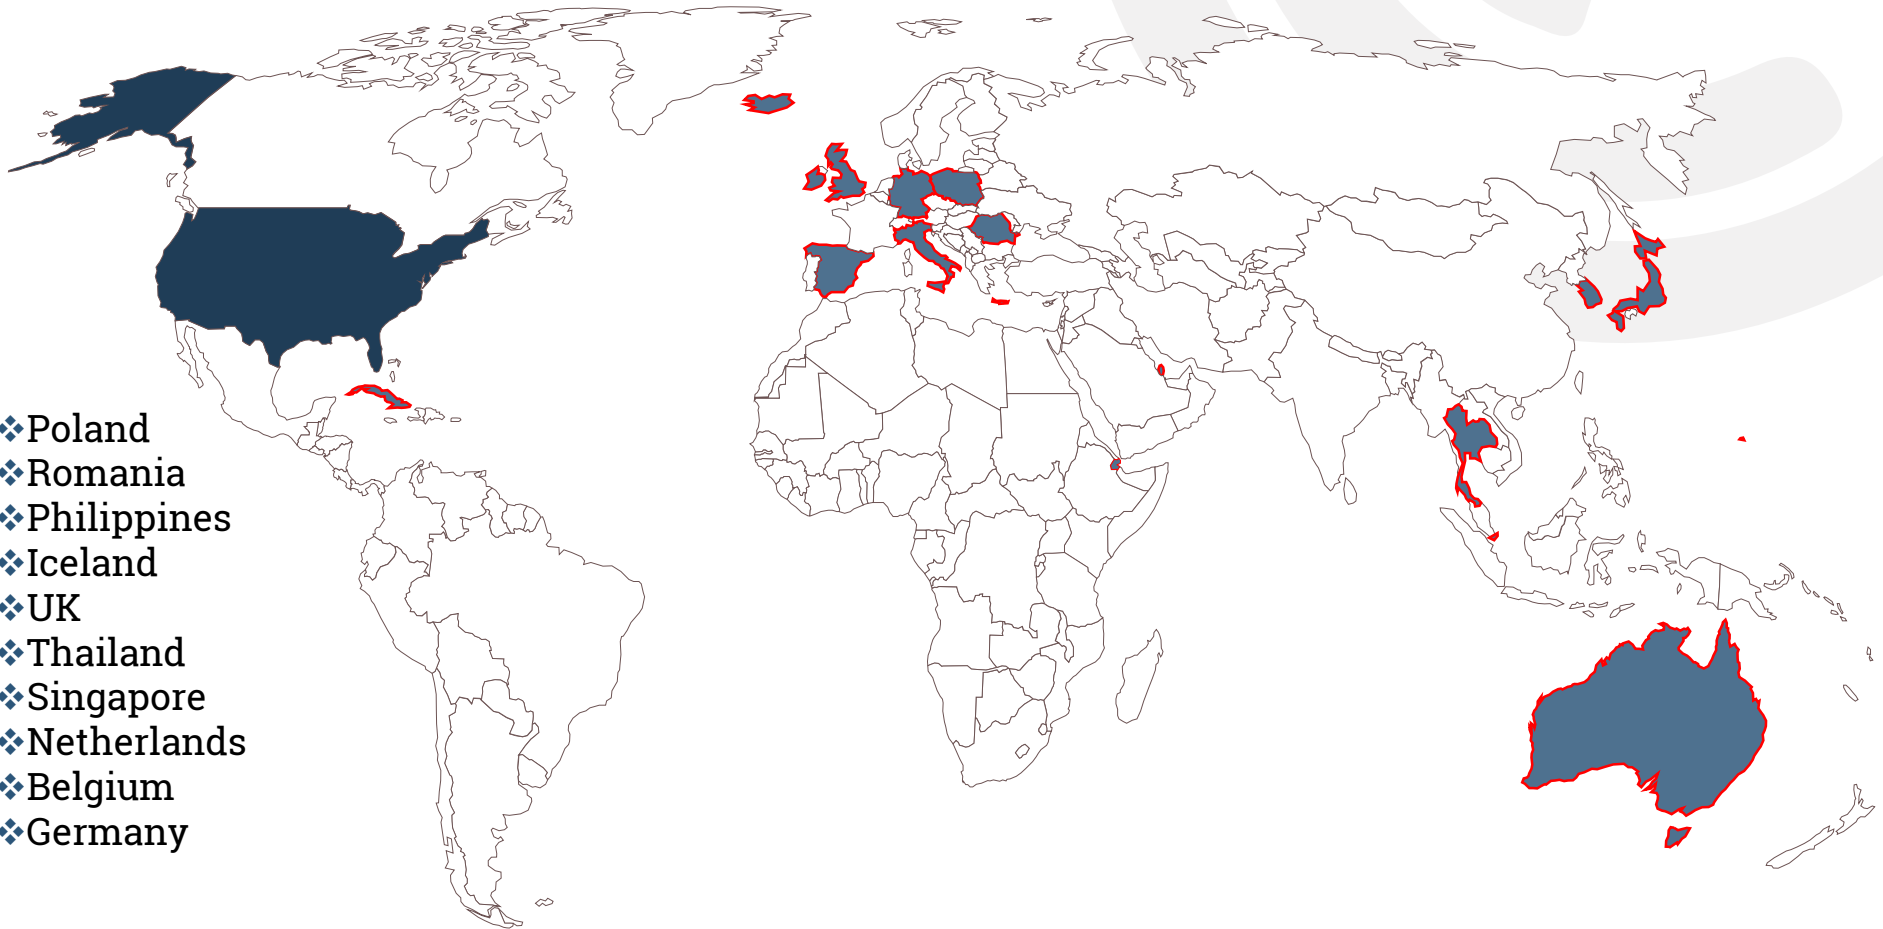 ❖Poland
❖Romania
❖Philippines
❖Iceland
❖UK
❖Thailand
❖Singapore
❖Netherlands
❖Belgium
❖Germany